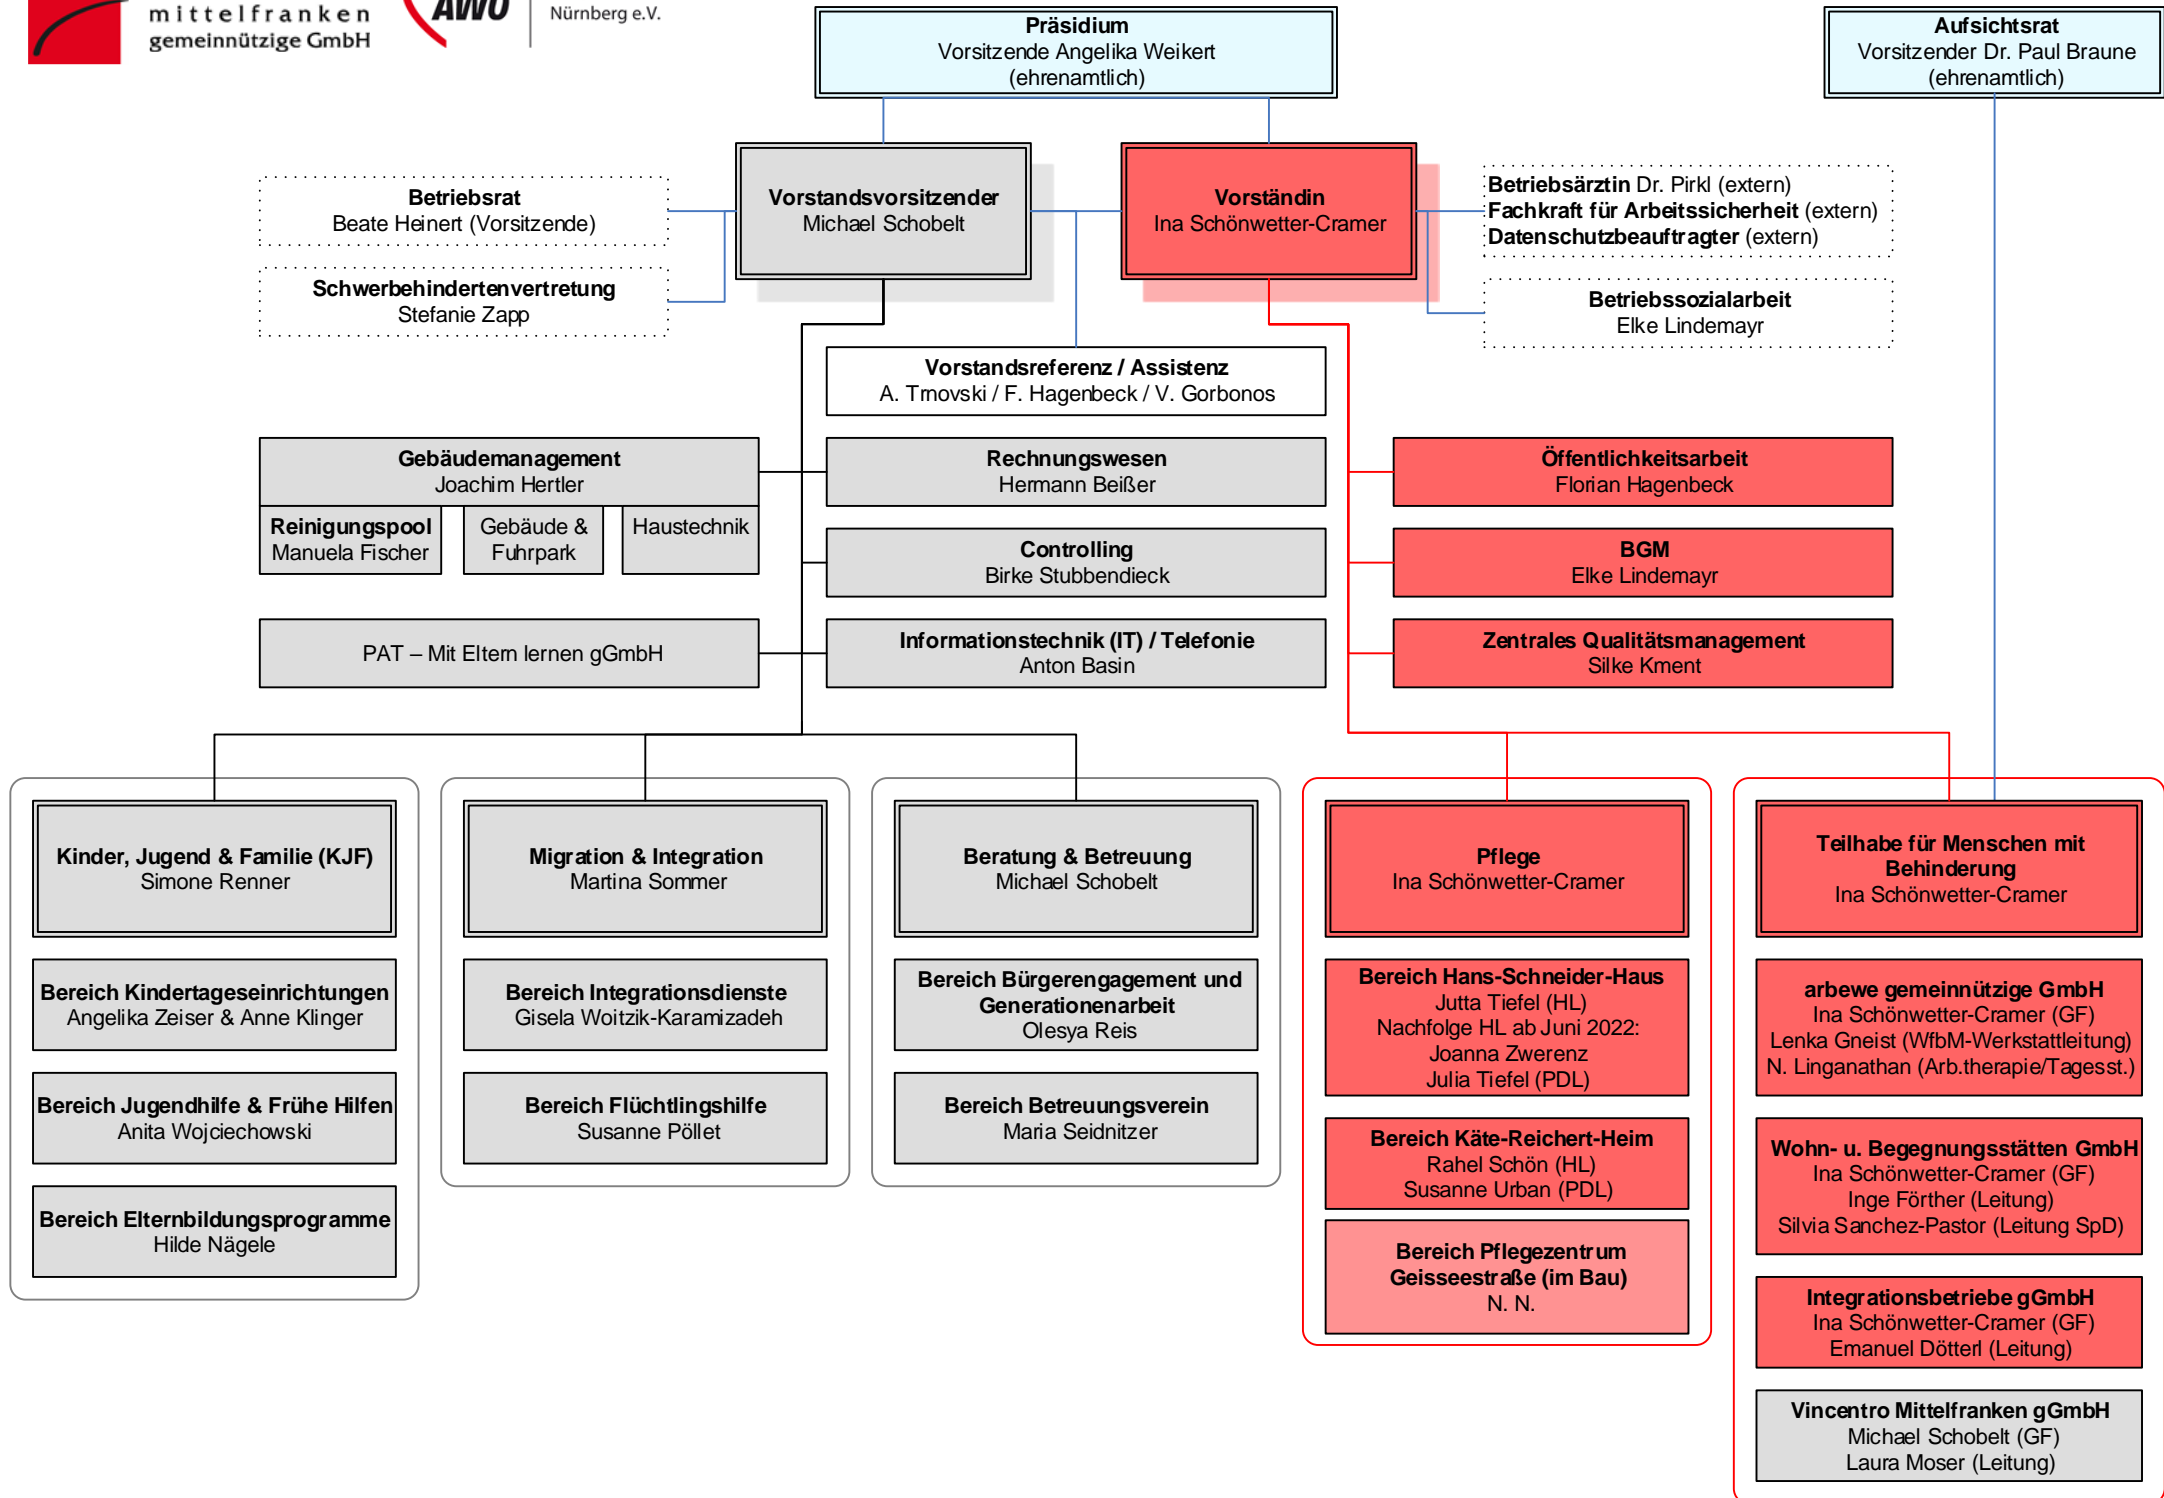 mittelfranken
gemeinnützige GmbH
AWO
Nürnberg e.V.
Präsidium
Vorsitzende Angelika Weikert
(ehrenamtlich)
Aufsichtsrat
Vorsitzender Dr. Paul Braune
(ehrenamtlich)
Betriebsrat
Beate Heinert (Vorsitzende)
Schwerbehindertenvertretung
Stefanie Zapp
Vorstandsvorsitzender
Michael Schobelt
Vorständin
Ina Schönwetter-Cramer
Betriebsärztin Dr. Pirkl (extern)
Fachkraft für Arbeitssicherheit (extern)
Datenschutzbeauftragter (extern)
Betriebssozialarbeit
Elke Lindemayr
Vorstandsreferenz / Assistenz
A. Trnovski / F. Hagenbeck / V. Gorbonos
Gebäudemanagement
Joachim Hertler
Reinigungspool
Manuela Fischer
Gebäude &
Fuhrpark
Haustechnik
PAT – Mit Eltern lernen gGmbH
Rechnungswesen
Hermann Beißer
Controlling
Birke Stubbendieck
Informationstechnik (IT) / Telefonie
Anton Basin
Öffentlichkeitsarbeit
Florian Hagenbeck
BGM
Elke Lindemayr
Zentrales Qualitätsmanagement
Silke Kment
Kinder, Jugend & Familie (KJF)
Simone Renner
Bereich Kindertageseinrichtungen
Angelika Zeiser & Anne Klinger
Bereich Jugendhilfe & Frühe Hilfen
Anita Wojciechowski
Bereich Elternbildungsprogramme
Hilde Nägele
Migration & Integration
Martina Sommer
Bereich Integrationsdienste
Gisela Woitzik-Karamizadeh
Bereich Flüchtlingshilfe
Susanne Pöllet
Beratung & Betreuung
Michael Schobelt
Bereich Bürgerengagement und
Generationenarbeit
Olesya Reis
Bereich Betreuungsverein
Maria Seidnitzer
Pflege
Ina Schönwetter-Cramer
Bereich Hans-Schneider-Haus
Jutta Tiefel (HL)
Nachfolge HL ab Juni 2022:
Joanna Zwerenz
Julia Tiefel (PDL)
Bereich Käte-Reichert-Heim
Rahel Schön (HL)
Susanne Urban (PDL)
Bereich Pflegezentrum
Geisseestraße (im Bau)
N. N.
Teilhabe für Menschen mit
Behinderung
Ina Schönwetter-Cramer
arbewe gemeinnützige GmbH
Ina Schönwetter-Cramer (GF)
Lenka Gneist (WfbM-Werkstattleitung)
N. Linganathan (Arb.therapie/Tagesst.)
Wohn- u. Begegnungsstätten GmbH
Ina Schönwetter-Cramer (GF)
Inge Förther (Leitung)
Silvia Sanchez-Pastor (Leitung SpD)
Integrationsbetriebe gGmbH
Ina Schönwetter-Cramer (GF)
Emanuel Dötterl (Leitung)
Vincentro Mittelfranken gGmbH
Michael Schobelt (GF)
Laura Moser (Leitung)